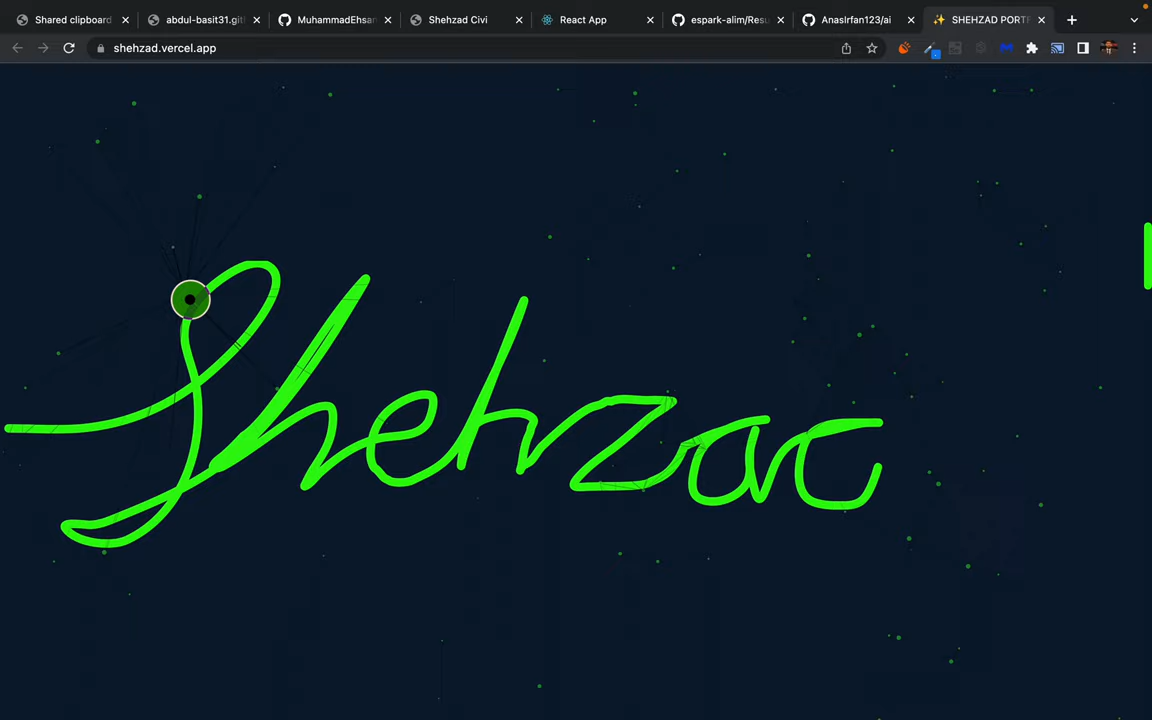 Shared clipboard
abdul-basit31.git
MuhammadEhsan
Shehzad Civi
React App
espark-alim/Resu
AnasIrfan123/ai
SHEHZAD PORTF
shehzad.vercel.app
Shehzac